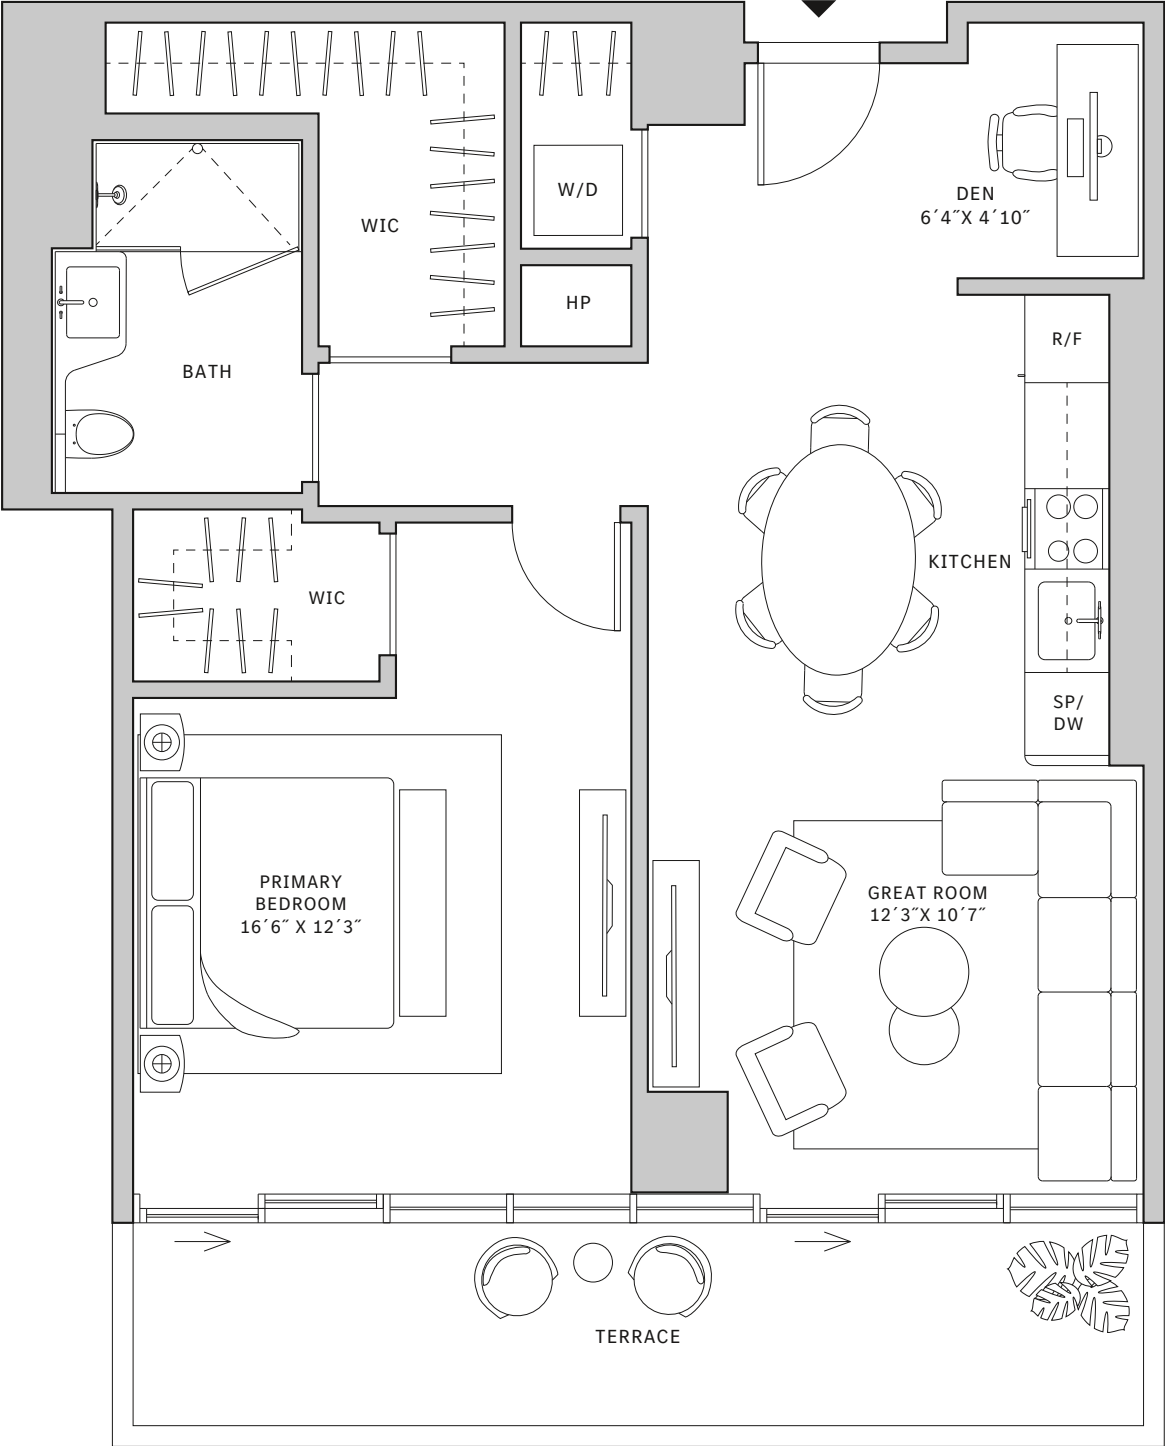 W/D
DEN
6´4˝X 4´10˝
WIC
HP
R/F
BATH
KITCHEN
WIC
SP/
DW
PRIMARY
BEDROOM
16´6˝ X 12´3˝
GREAT ROOM
12´3˝X 10´7˝
TERRACE